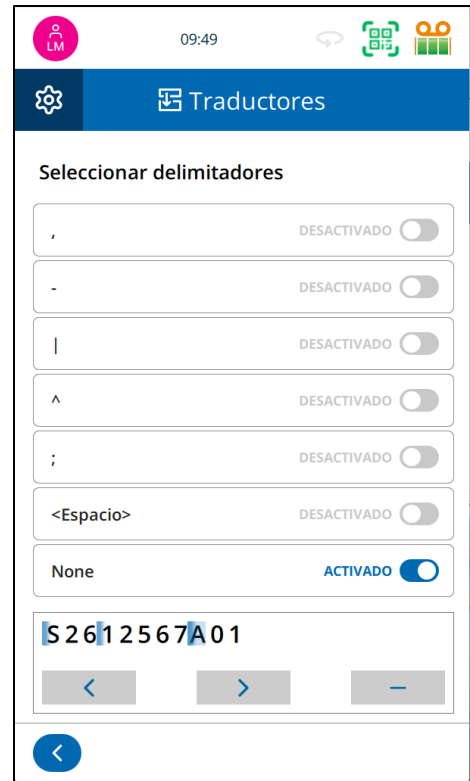 LM
09:49
Traductores
Seleccionar delimitadores
, DESACTIVADO
- DESACTIVADO
| DESACTIVADO
^ DESACTIVADO
; DESACTIVADO
<Espacio> DESACTIVADO
None ACTIVADO
S2612567A01